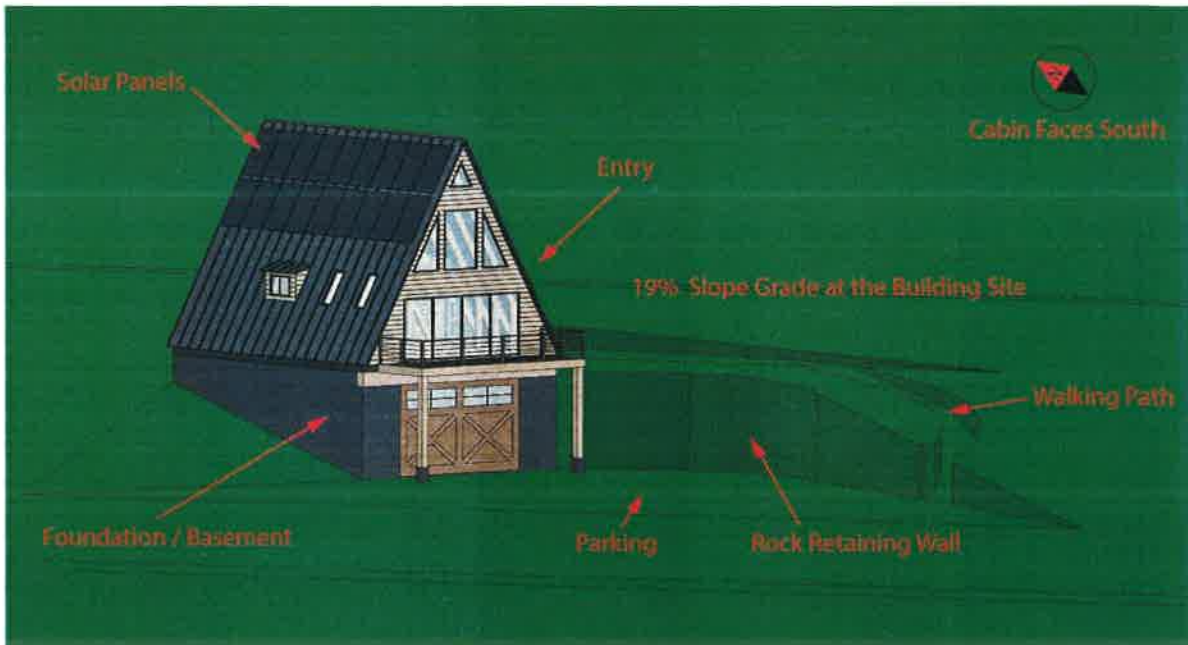 Solar Panels
Cabin Faces South
Entry
19% Slope Grade at the Building Site
Walking Path
Foundation / Basement
Parking
Rock Retaining Wall